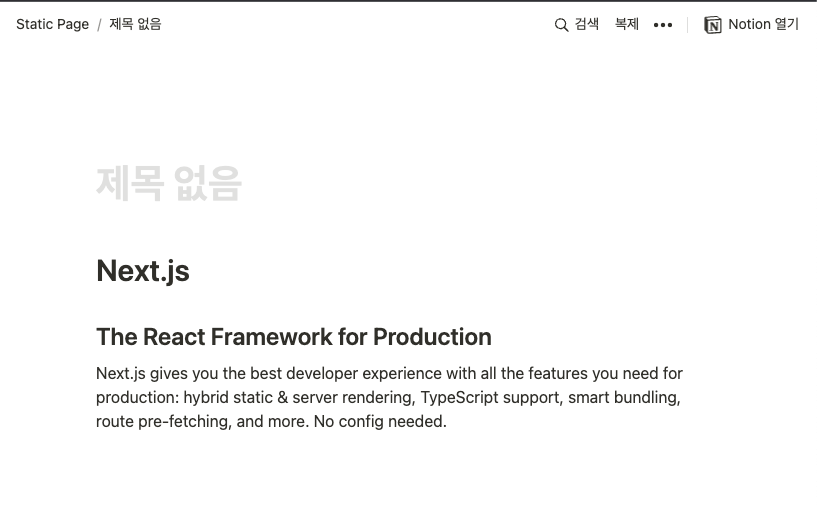 Static Page / 제목 없음
검색 복제 ••• Notion 열기
제목 없음
Next.js
The React Framework for Production
Next.js gives you the best developer experience with all the features you need for
production: hybrid static & server rendering, TypeScript support, smart bundling,
route pre-fetching, and more. No config needed.